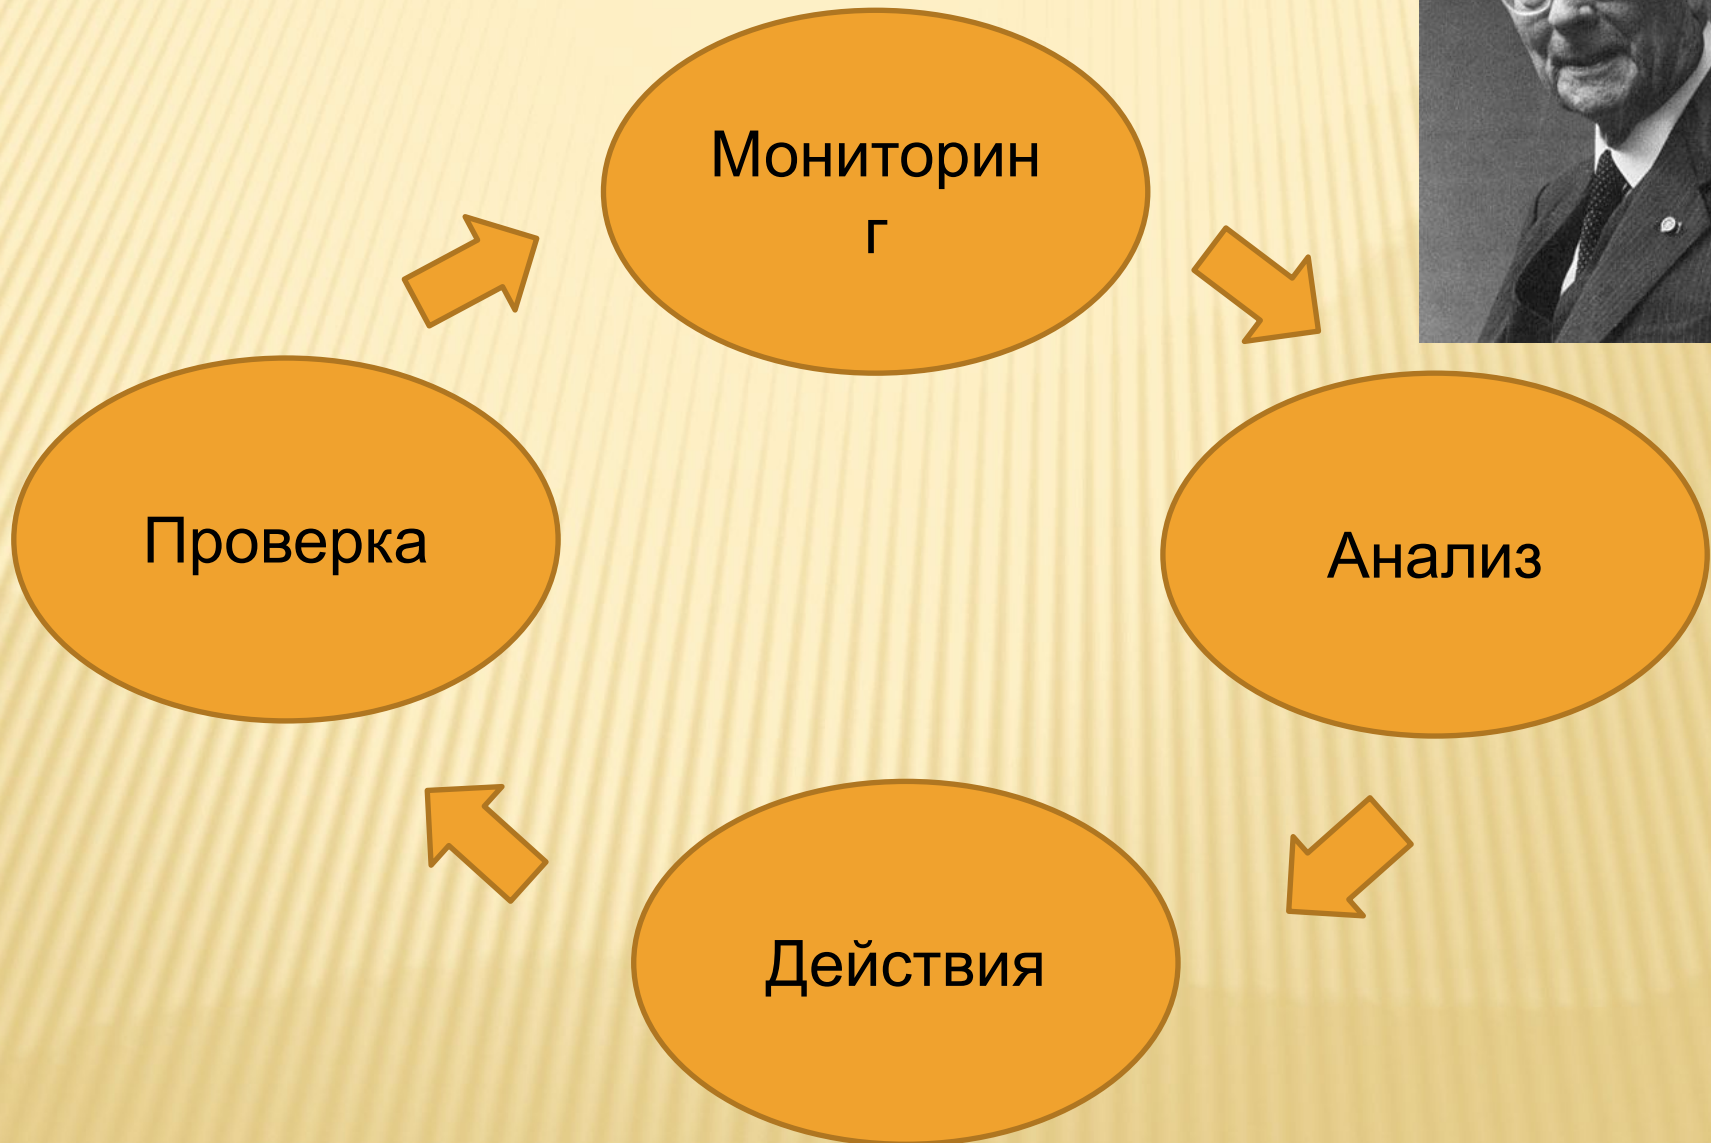 Мониторин
г
Проверка
Анализ
Действия